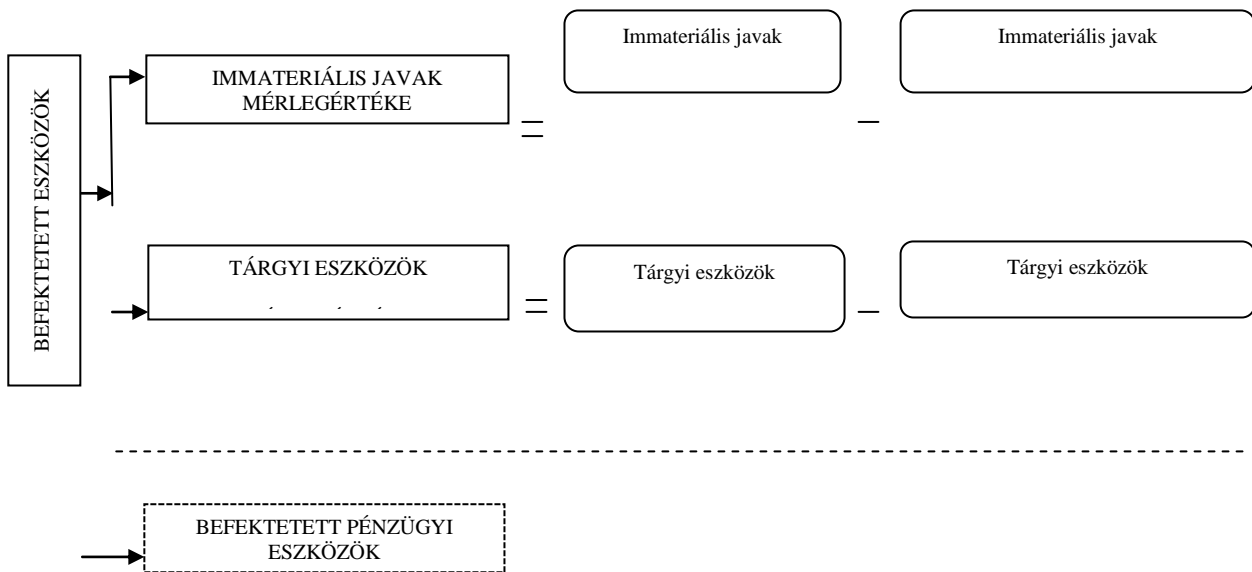 BEFEKTETETT ESZKÖZÖK
IMMATERIÁLIS JAVAK
MÉRLEGÉRTÉKE
=
Immateriális javak
–
Immateriális javak
TÁRGYI ESZKÖZÖK
=
Tárgyi eszközök
–
Tárgyi eszközök
BEFEKTETETT PÉNZÜGYI
ESZKÖZÖK